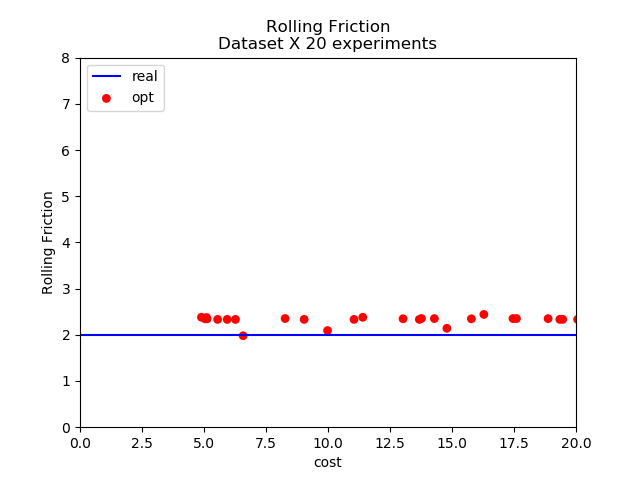 Rolling Friction
Dataset X 20 experiments
real
opt
Rolling Friction
8
7
6
5
4
3
2
1
0
0.0 2.5 5.0 7.5 10.0 12.5 15.0 17.5 20.0
cost